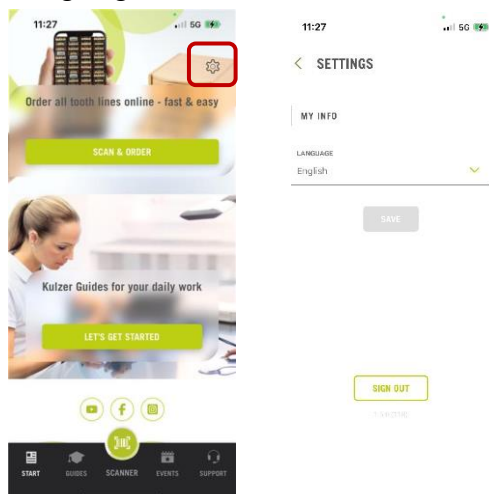 11:27
5G
Order all tooth lines online - fast & easy
SCAN & ORDER
Kulzer Guides for your daily work
LET'S GET STARTED
START
GUIDES
SCANNER
EVENTS
SUPPORT
11:27
5G
SETTINGS
MY INFO
LANGUAGE
English
SAVE
SIGN OUT